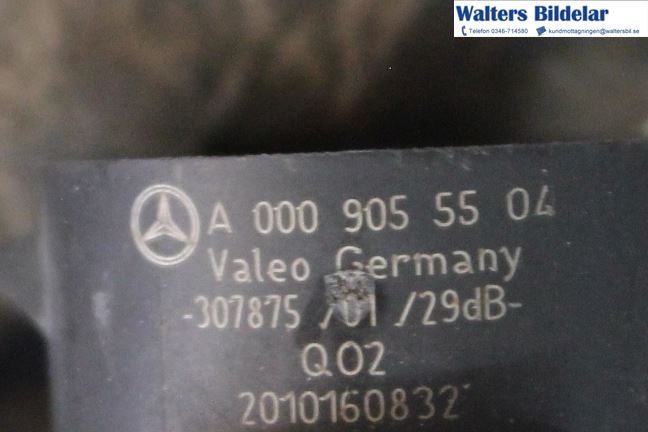 Walters Bildelar
Telefon 0346-714580 kundmottagningen@waltersbil.se
A 000 905 55 04
Valeo Germany
-307875 /01 /29dB-
Q02
2010160832